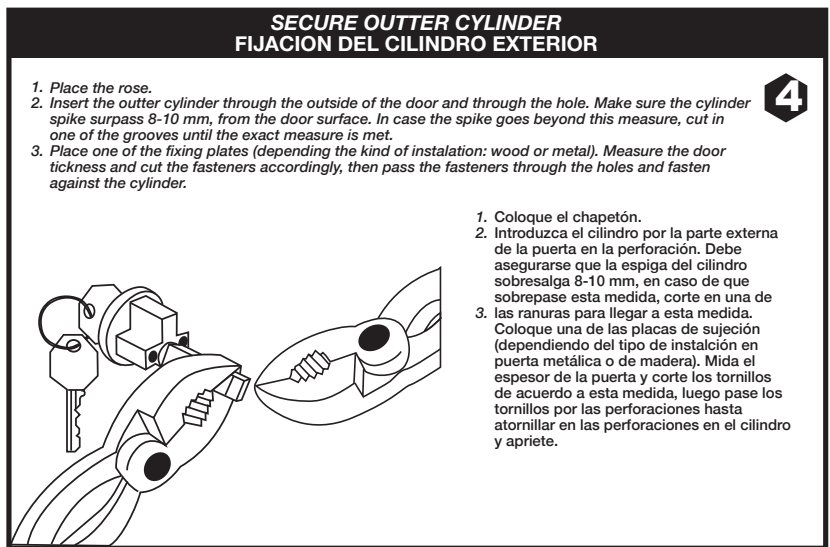 SECURE OUTTER CYLINDER
FIJACION DEL CILINDRO EXTERIOR
4
1. Place the rose.
2. Insert the outter cylinder through the outside of the door and through the hole. Make sure the cylinder
spike surpass 8-10 mm, from the door surface. In case the spike goes beyond this measure, cut in
one of the grooves until the exact measure is met.
3. Place one of the fixing plates (depending the kind of instalation: wood or metal). Measure the door
tickness and cut the fasteners accordingly, then pass the fasteners through the holes and fasten
against the cylinder.
1. Coloque el chapetón.
2. Introduzca el cilindro por la parte externa
de la puerta en la perforación. Debe
asegurarse que la espiga del cilindro
sobresalga 8-10 mm, en caso de que
sobrepase esta medida, corte en una de
3. las ranuras para llegar a esta medida.
Coloque una de las placas de sujeción
(dependiendo del tipo de instalción en
puerta metálica o de madera). Mida el
espesor de la puerta y corte los tornillos
de acuerdo a esta medida, luego pase los
tornillos por las perforaciones hasta
atornillar en las perforaciones en el cilindro
y apriete.